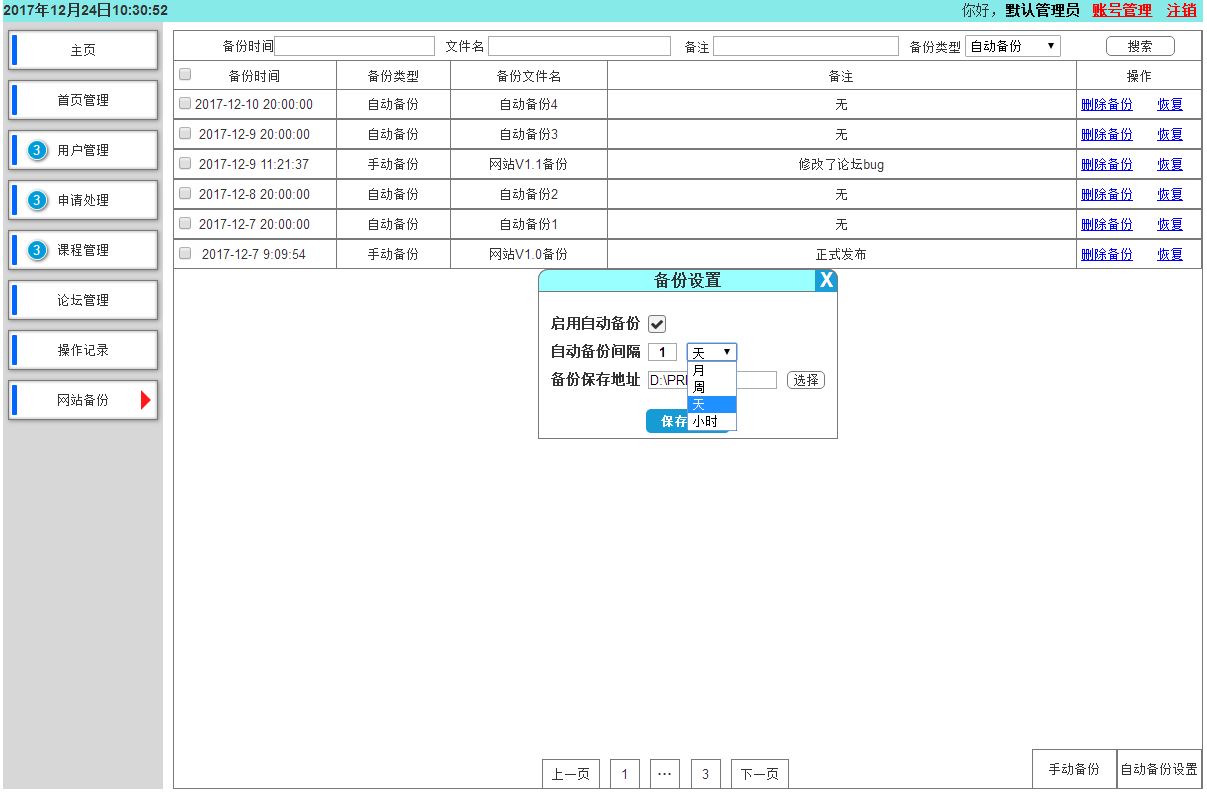 2017年12月24日10:30:52
你好，默认管理员 账号管理 注销
主页
首页管理
3 用户管理
3 申请处理
3 课程管理
论坛管理
操作记录
网站备份
备份时间 文件名 备注 备份类型 自动备份 搜索
备份时间 备份类型 备份文件名 备注 操作
2017-12-10 20:00:00 自动备份 自动备份4 无 删除备份 恢复
2017-12-9 20:00:00 自动备份 自动备份3 无 删除备份 恢复
2017-12-9 11:21:37 手动备份 网站V1.1备份 修改了论坛bug 删除备份 恢复
2017-12-8 20:00:00 自动备份 自动备份2 无 删除备份 恢复
2017-12-7 20:00:00 自动备份 自动备份1 无 删除备份 恢复
2017-12-7 9:09:54 手动备份 网站V1.0备份 正式发布 删除备份 恢复
备份设置 X
启用自动备份
自动备份间隔 1 天
月
周
天
小时
备份保存地址 D:\PR 选择
保存
上一页 1 ... 3 下一页
手动备份 自动备份设置